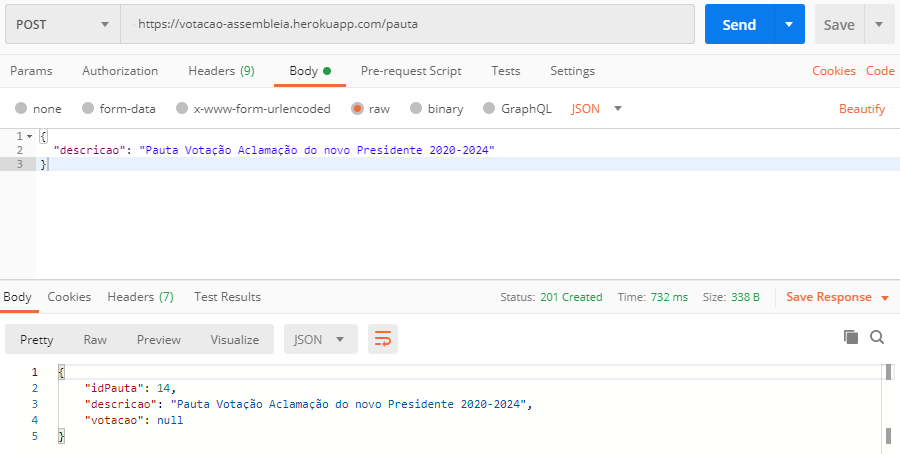 POST https://votacao-assembleia.herokuapp.com/pauta Send Save
Params Authorization Headers (9) Body Pre-request Script Tests Settings Cookies Code
none form-data x-www-form-urlencoded raw binary GraphQL JSON Beautify
1 {
2 "descricao": "Pauta Votação Aclamação do novo Presidente 2020-2024"
3 }
Body Cookies Headers (7) Test Results Status: 201 Created Time: 732 ms Size: 338 B Save Response
Pretty Raw Preview Visualize JSON
1 {
2 "idPauta": 14,
3 "descricao": "Pauta Votação Aclamação do novo Presidente 2020-2024",
4 "votacao": null
5 }